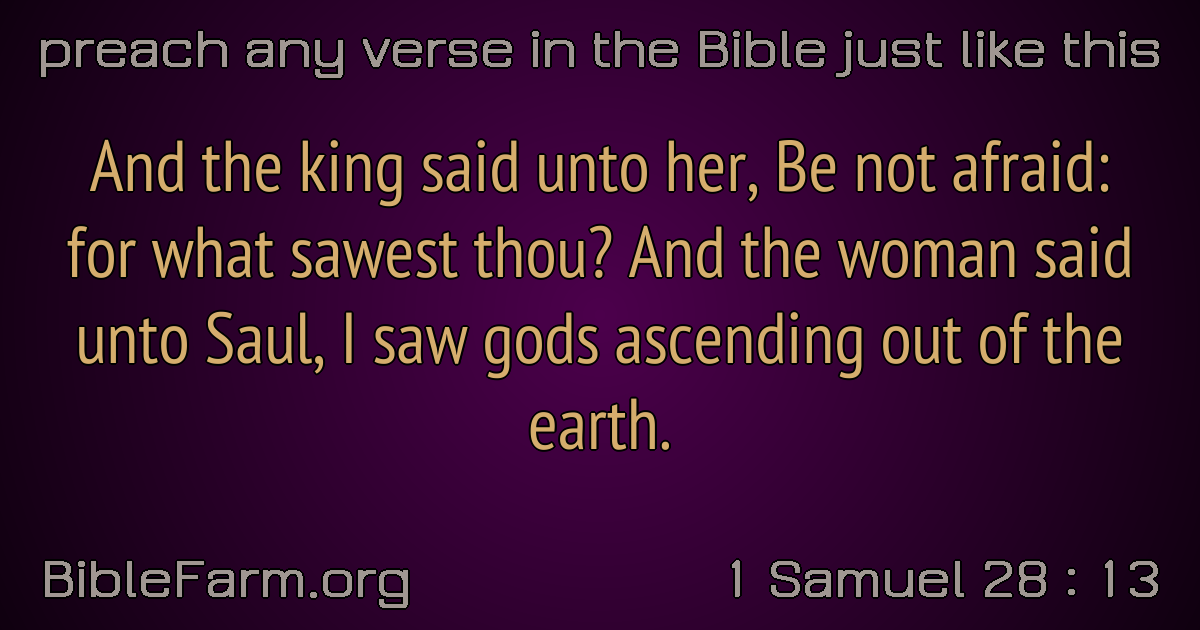 preach any verse in the Bible just like this
And the king said unto her, Be not afraid:
for what sawest thou? And the woman said
unto Saul, I saw gods ascending out of the
earth.
BibleFarm.org
1 Samuel 28 : 13